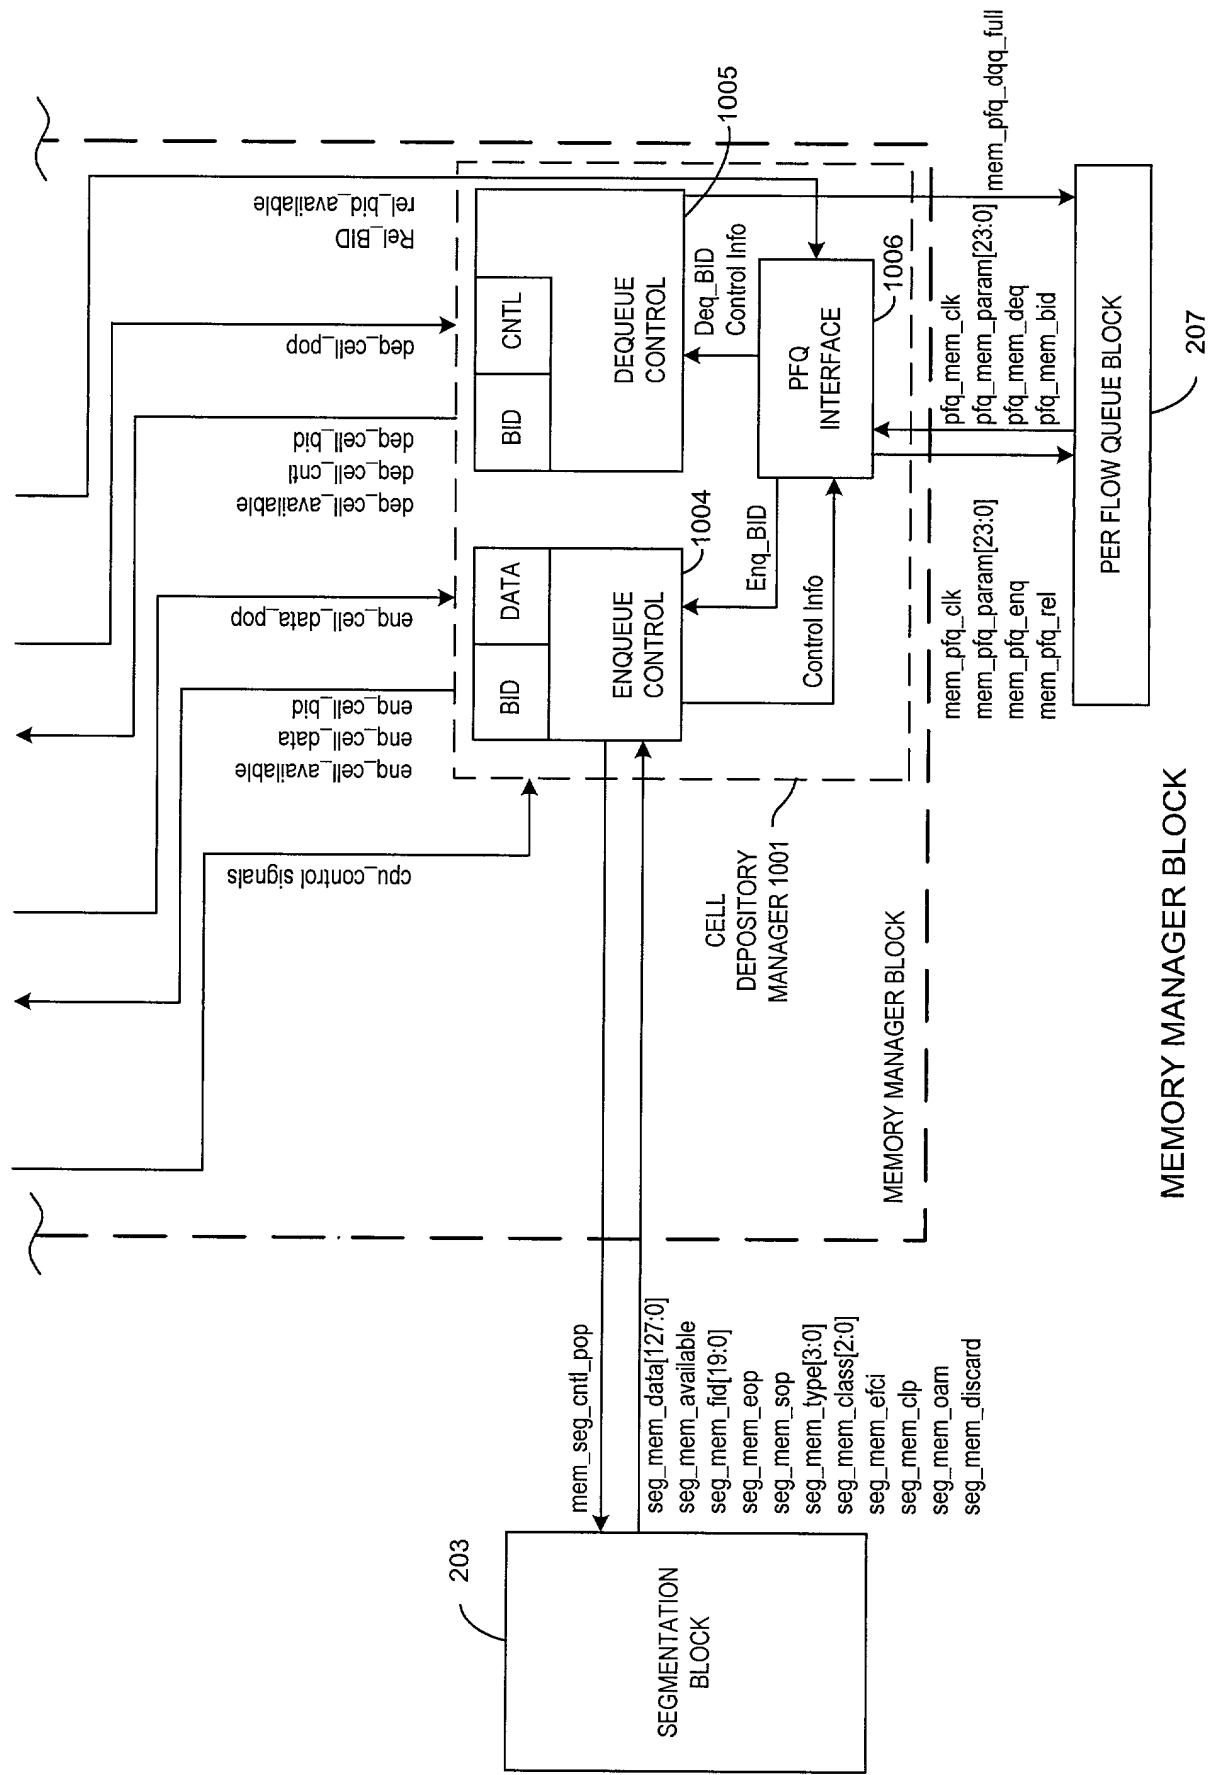 rel_bid_available
Rel_BID
deq_cell_pop
deq_cell_bid
deq_cell_cntl
deq_cell_available
enq_cell_data_pop
enq_cell_bid
enq_cell_data
enq_cell_available
cpu_control signals
BID
CNTL
DEQUEUE
CONTROL
1005
BID
DATA
ENQUEUE
CONTROL
1004
Deq_BID
Control Info
Enq_BID
Control Info
PFQ
INTERFACE
1006
CELL
DEPOSITORY
MANAGER 1001
MEMORY MANAGER BLOCK
mem_pfq_dqq_full
pfq_mem_clk
pfq_mem_param[23:0]
pfq_mem_deq
pfq_mem_bid
mem_pfq_clk
mem_pfq_param[23:0]
mem_pfq_enq
mem_pfq_rel
PER FLOW QUEUE BLOCK
207
203
SEGMENTATION
BLOCK
mem_seg_cntl_pop
seg_mem_data[127:0]
seg_mem_available
seg_mem_fid[19:0]
seg_mem_eop
seg_mem_sop
seg_mem_type[3:0]
seg_mem_class[2:0]
seg_mem_efci
seg_mem_clp
seg_mem_oam
seg_mem_discard
MEMORY MANAGER BLOCK